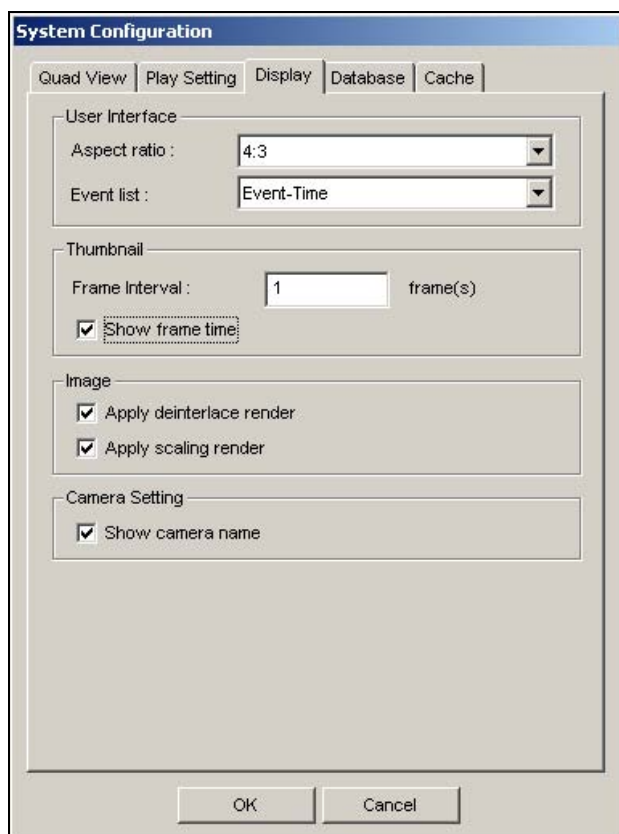 System Configuration
Quad View Play Setting Display Database Cache
User Interface
Aspect ratio : 4:3
Event list : Event-Time
Thumbnail
Frame Interval : 1 frame(s)
Show frame time
Image
Apply deinterlace render
Apply scaling render
Camera Setting
Show camera name
OK Cancel